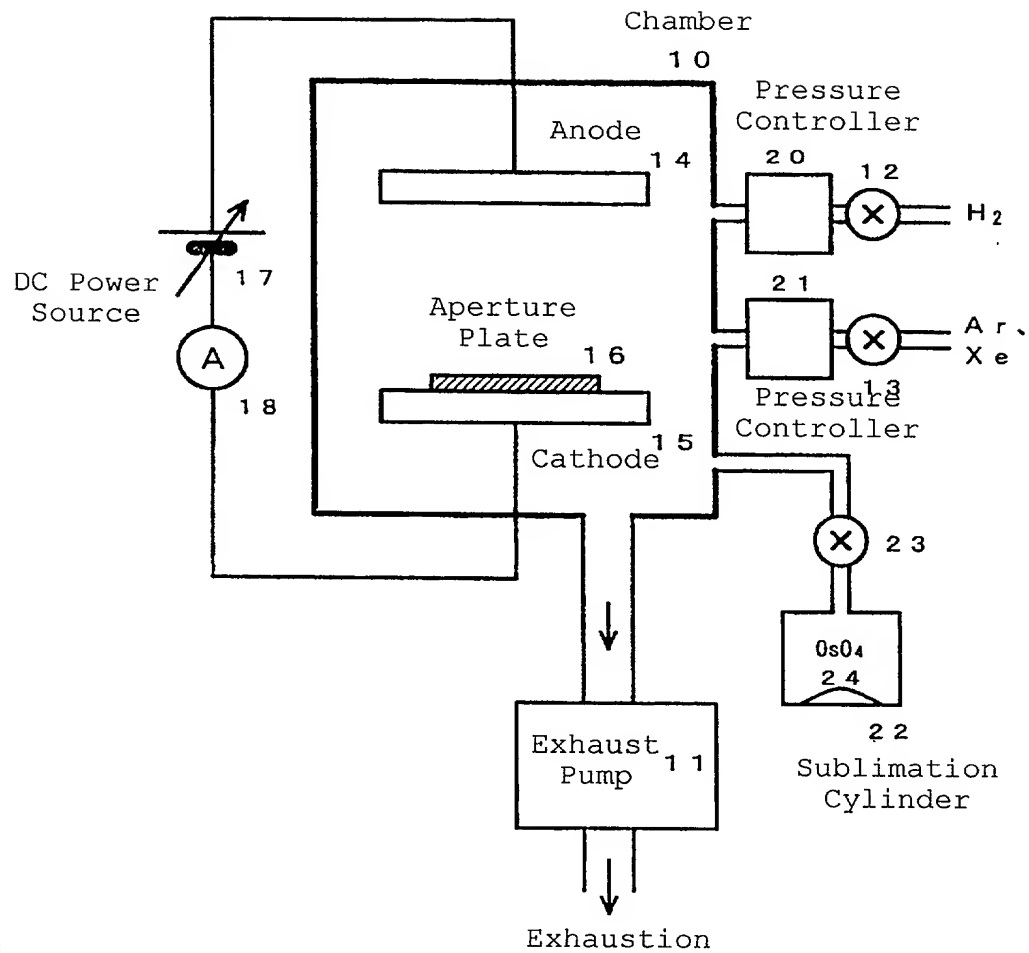 Chamber
10
Pressure
Controller
Anode
14
20
12
H₂
DC Power
Source
17
21
Aperture
Plate
16
Ar、
Xe
A
18
13
Pressure
Controller
Cathode
15
23
OsO₄
24
22
Exhaust
Pump
11
Sublimation
Cylinder
Exhaustion